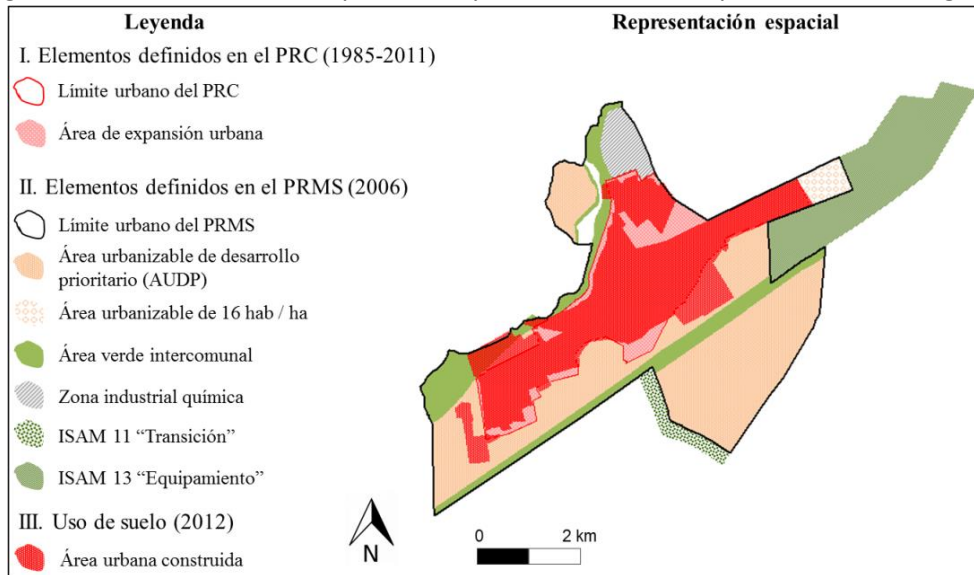 Leyenda
I. Elementos definidos en el PRC (1985-2011)
Límite urbano del PRC
Área de expansión urbana
II. Elementos definidos en el PRMS (2006)
Límite urbano del PRMS
Área urbanizable de desarrollo
prioritario (AUDP)
Área urbanizable de 16 hab / ha
Área verde intercomunal
Zona industrial química
ISAM 11 “Transición”
ISAM 13 “Equipamiento”
III. Uso de suelo (2012)
Área urbana construida
Representación espacial
N
0 2 km